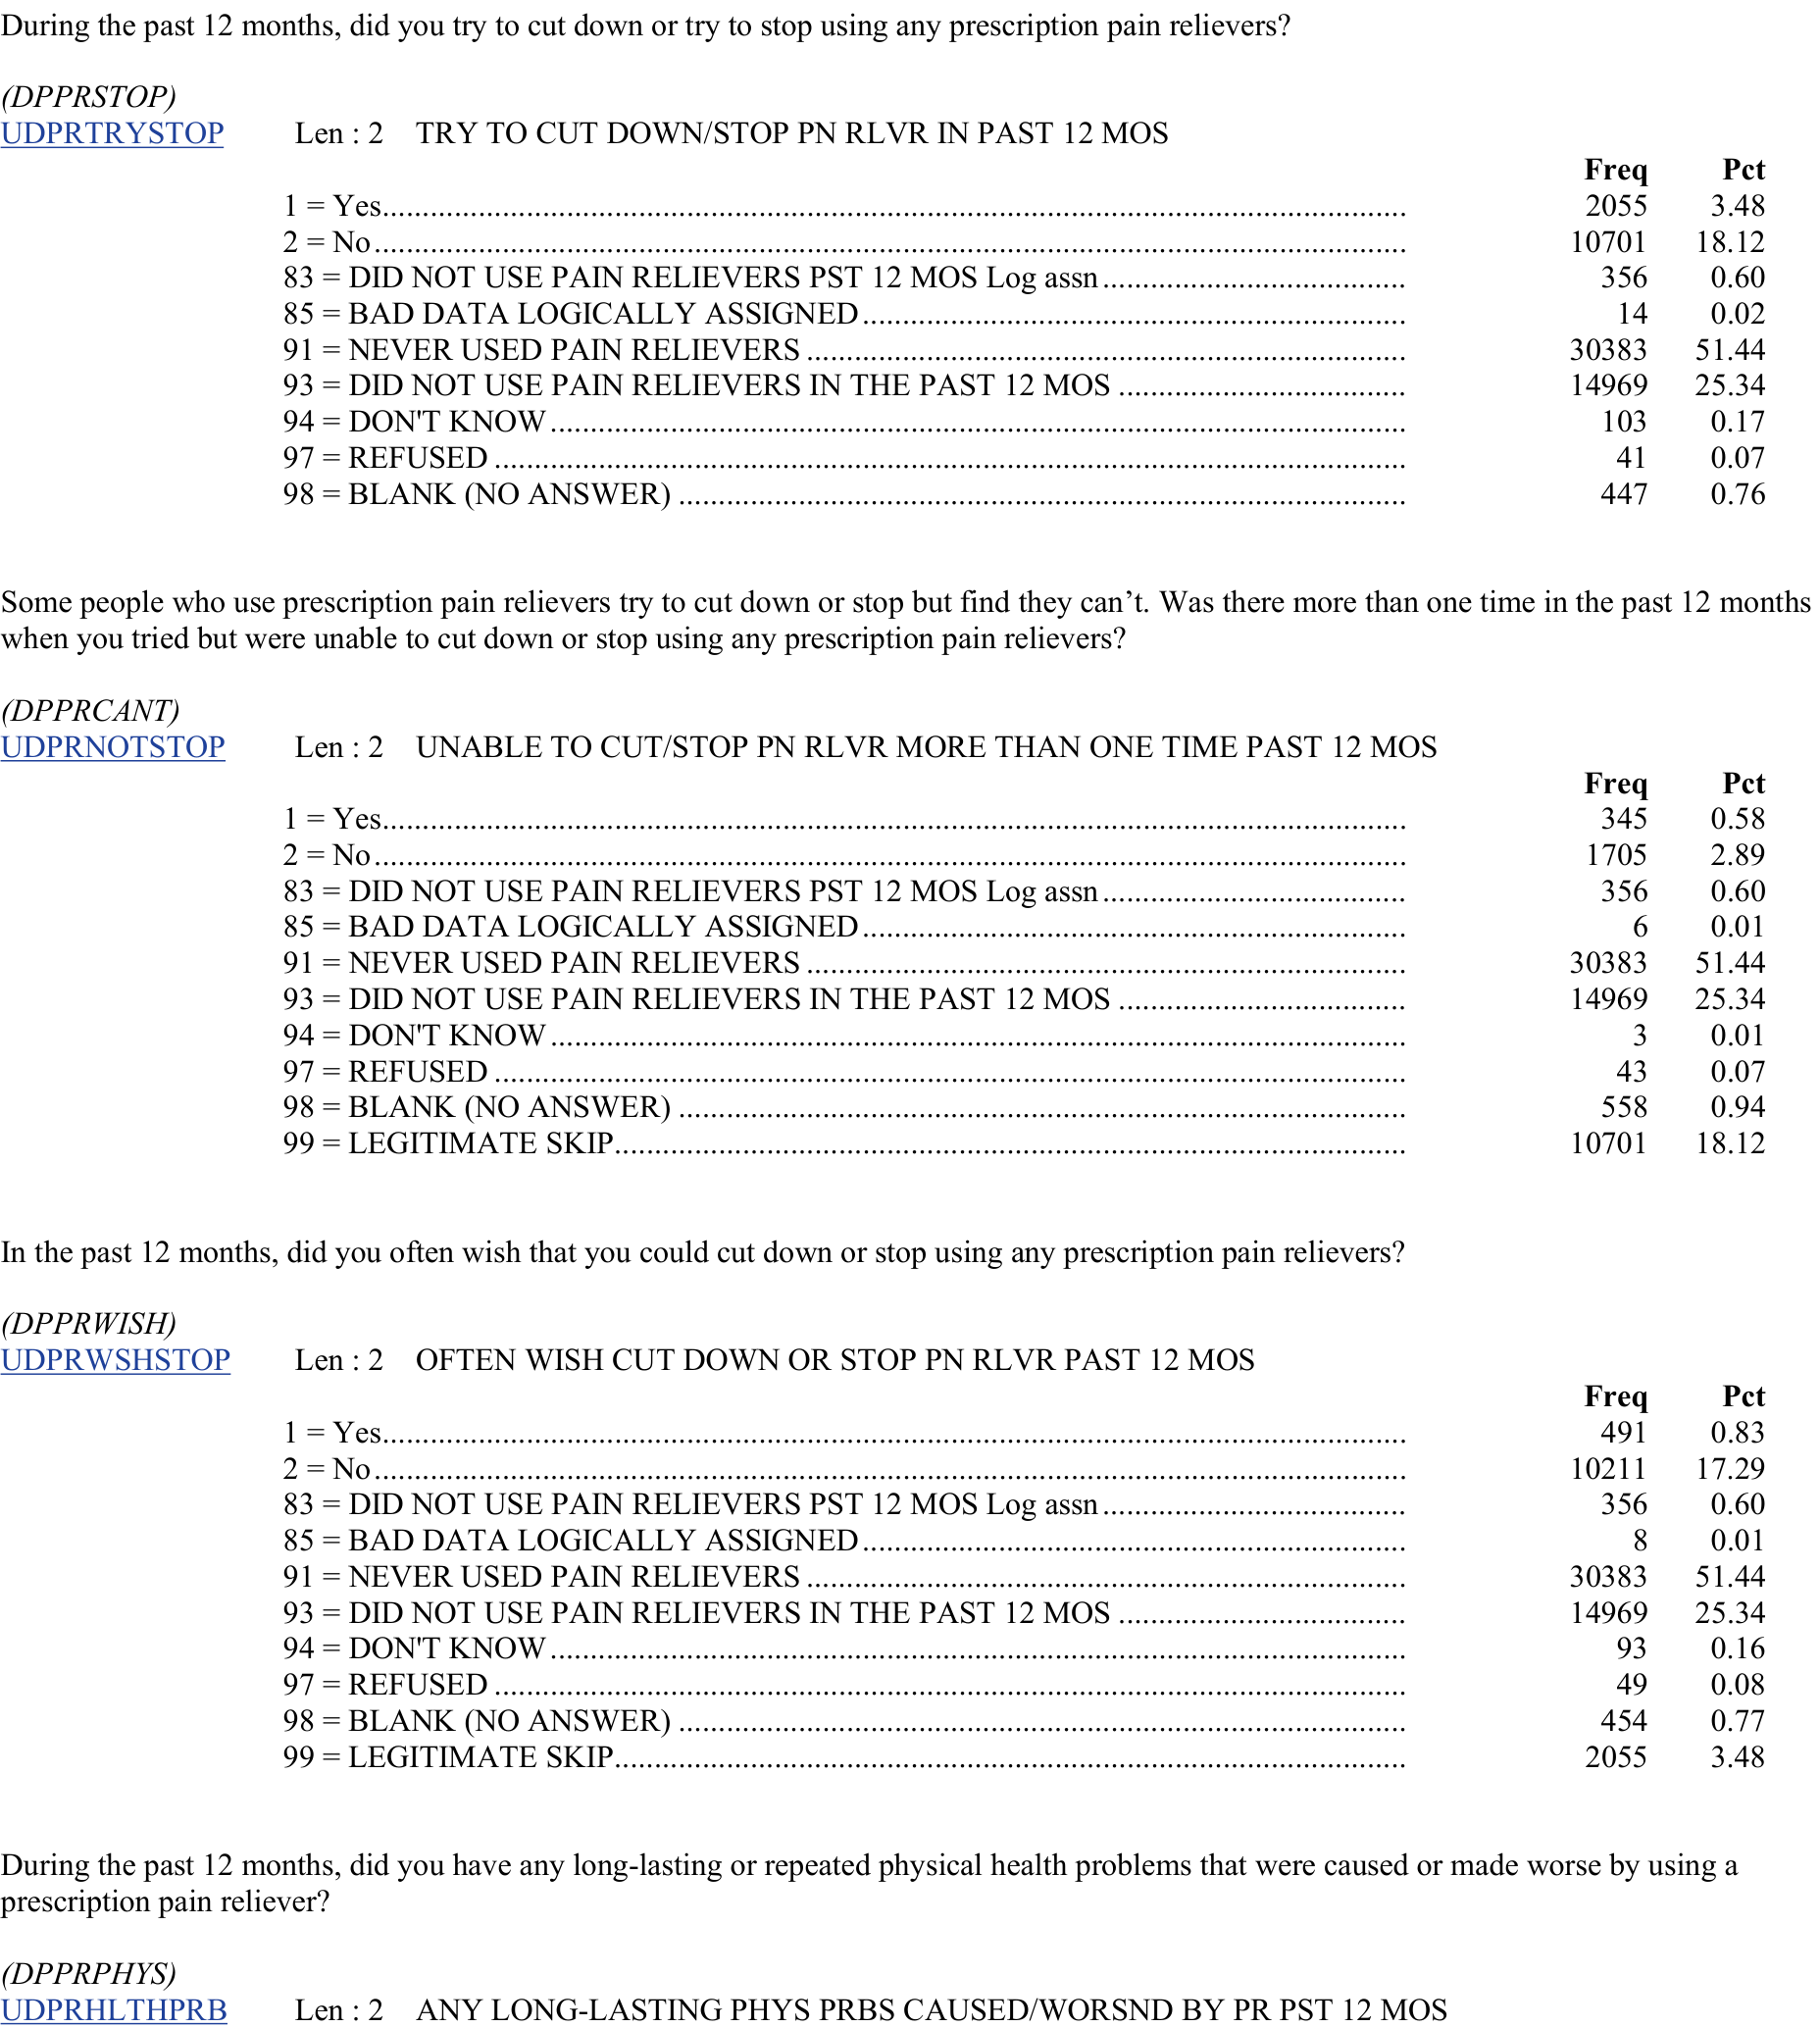 During the past 12 months, did you try to cut down or try to stop using any prescription pain relievers?
(DPPRSTOP)
UDPRTRYSTOP Len : 2 TRY TO CUT DOWN/STOP PN RLVR IN PAST 12 MOS
Freq Pct
1 = Yes........ 2055 3.48
2 = No........ 10701 18.12
83 = DID NOT USE PAIN RELIEVERS PST 12 MOS Log assn........ 356 0.60
85 = BAD DATA LOGICALLY ASSIGNED........ 14 0.02
91 = NEVER USED PAIN RELIEVERS ........ 30383 51.44
93 = DID NOT USE PAIN RELIEVERS IN THE PAST 12 MOS ........ 14969 25.34
94 = DON'T KNOW........ 103 0.17
97 = REFUSED ........ 41 0.07
98 = BLANK (NO ANSWER) ........ 447 0.76
Some people who use prescription pain relievers try to cut down or stop but find they can’t. Was there more than one time in the past 12 months
when you tried but were unable to cut down or stop using any prescription pain relievers?
(DPPRCANT)
UDPRNOTSTOP Len : 2 UNABLE TO CUT/STOP PN RLVR MORE THAN ONE TIME PAST 12 MOS
Freq Pct
1 = Yes........ 345 0.58
2 = No........ 1705 2.89
83 = DID NOT USE PAIN RELIEVERS PST 12 MOS Log assn........ 356 0.60
85 = BAD DATA LOGICALLY ASSIGNED........ 6 0.01
91 = NEVER USED PAIN RELIEVERS ........ 30383 51.44
93 = DID NOT USE PAIN RELIEVERS IN THE PAST 12 MOS ........ 14969 25.34
94 = DON'T KNOW........ 3 0.01
97 = REFUSED ........ 43 0.07
98 = BLANK (NO ANSWER) ........ 558 0.94
99 = LEGITIMATE SKIP........ 10701 18.12
In the past 12 months, did you often wish that you could cut down or stop using any prescription pain relievers?
(DPPRWISH)
UDPRWSHSTOP Len : 2 OFTEN WISH CUT DOWN OR STOP PN RLVR PAST 12 MOS
Freq Pct
1 = Yes........ 491 0.83
2 = No........ 10211 17.29
83 = DID NOT USE PAIN RELIEVERS PST 12 MOS Log assn........ 356 0.60
85 = BAD DATA LOGICALLY ASSIGNED........ 8 0.01
91 = NEVER USED PAIN RELIEVERS ........ 30383 51.44
93 = DID NOT USE PAIN RELIEVERS IN THE PAST 12 MOS ........ 14969 25.34
94 = DON'T KNOW........ 93 0.16
97 = REFUSED ........ 49 0.08
98 = BLANK (NO ANSWER) ........ 454 0.77
99 = LEGITIMATE SKIP........ 2055 3.48
During the past 12 months, did you have any long-lasting or repeated physical health problems that were caused or made worse by using a
prescription pain reliever?
(DPPRPHYS)
UDPRHLTHPRB Len : 2 ANY LONG-LASTING PHYS PRBS CAUSED/WORSND BY PR PST 12 MOS